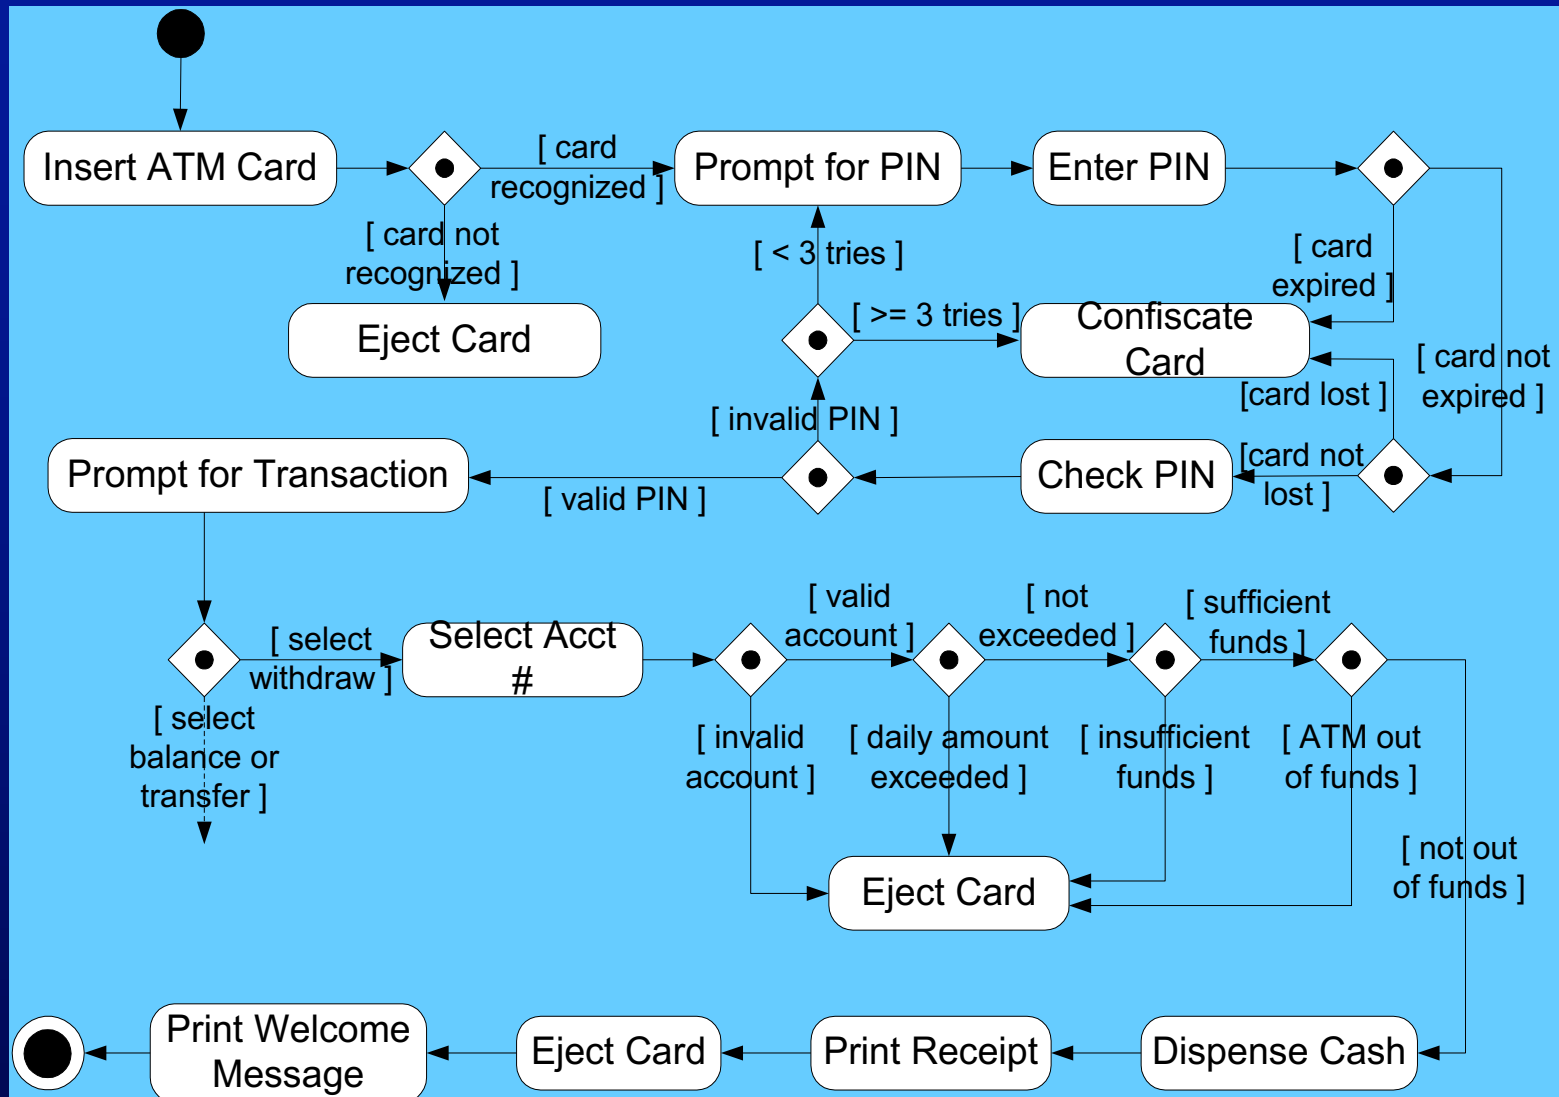 Insert ATM Card
[ card
recognized ]
Prompt for PIN
Enter PIN
[ card not
recognized ]
[ < 3 tries ]
[ card
expired ]
Eject Card
[ >= 3 tries ]
Confiscate
Card
[ card not
expired ]
[card lost ]
[ invalid PIN ]
Prompt for Transaction
[ valid PIN ]
Check PIN
[card not
lost ]
[ select
withdraw ]
Select Acct
#
[ valid
account ]
[ not
exceeded ]
[ sufficient
funds ]
[ select
balance or
transfer ]
[ invalid
account ]
[ daily amount
exceeded ]
[ insufficient
funds ]
[ ATM out
of funds ]
[ not out
of funds ]
Eject Card
Print Welcome
Message
Eject Card
Print Receipt
Dispense Cash